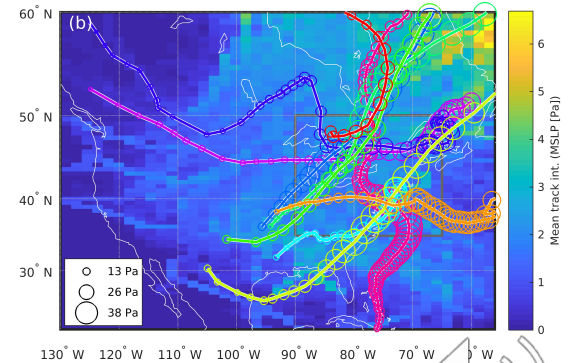 60° N
(b)
50° N
40° N
30° N
13 Pa
26 Pa
38 Pa
130° W
120° W
110° W
100° W
90° W
80° W
70° W
6
5
4
3
2
1
0
Mean track int. (MSLP [Pa])